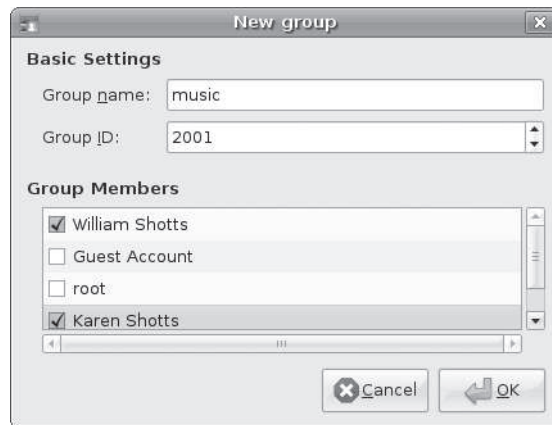 New group
Basic Settings
Group name: music
Group ID: 2001
Group Members
William Shotts
Guest Account
root
Karen Shotts
Cancel OK